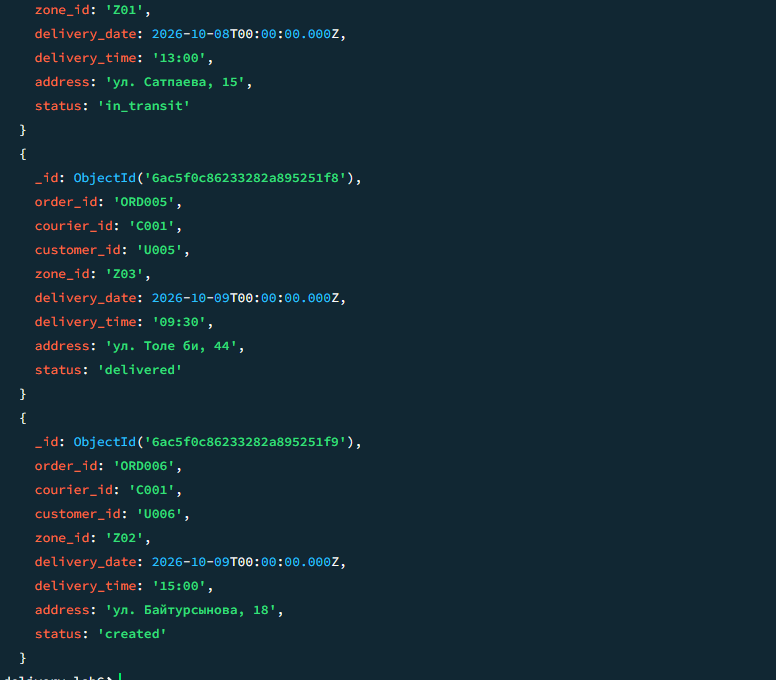 zone_id: 'Z01',
delivery_date: 2026-10-08T00:00:00.000Z,
delivery_time: '13:00',
address: 'ул. Сатпаева, 15',
status: 'in_transit'
}
{
_id: ObjectId('6ac5f0c86233282a895251f8'),
order_id: 'ORD005',
courier_id: 'C001',
customer_id: 'U005',
zone_id: 'Z03',
delivery_date: 2026-10-09T00:00:00.000Z,
delivery_time: '09:30',
address: 'ул. Толе би, 44',
status: 'delivered'
}
{
_id: ObjectId('6ac5f0c86233282a895251f9'),
order_id: 'ORD006',
courier_id: 'C001',
customer_id: 'U006',
zone_id: 'Z02',
delivery_date: 2026-10-09T00:00:00.000Z,
delivery_time: '15:00',
address: 'ул. Байтурсынова, 18',
status: 'created'
}